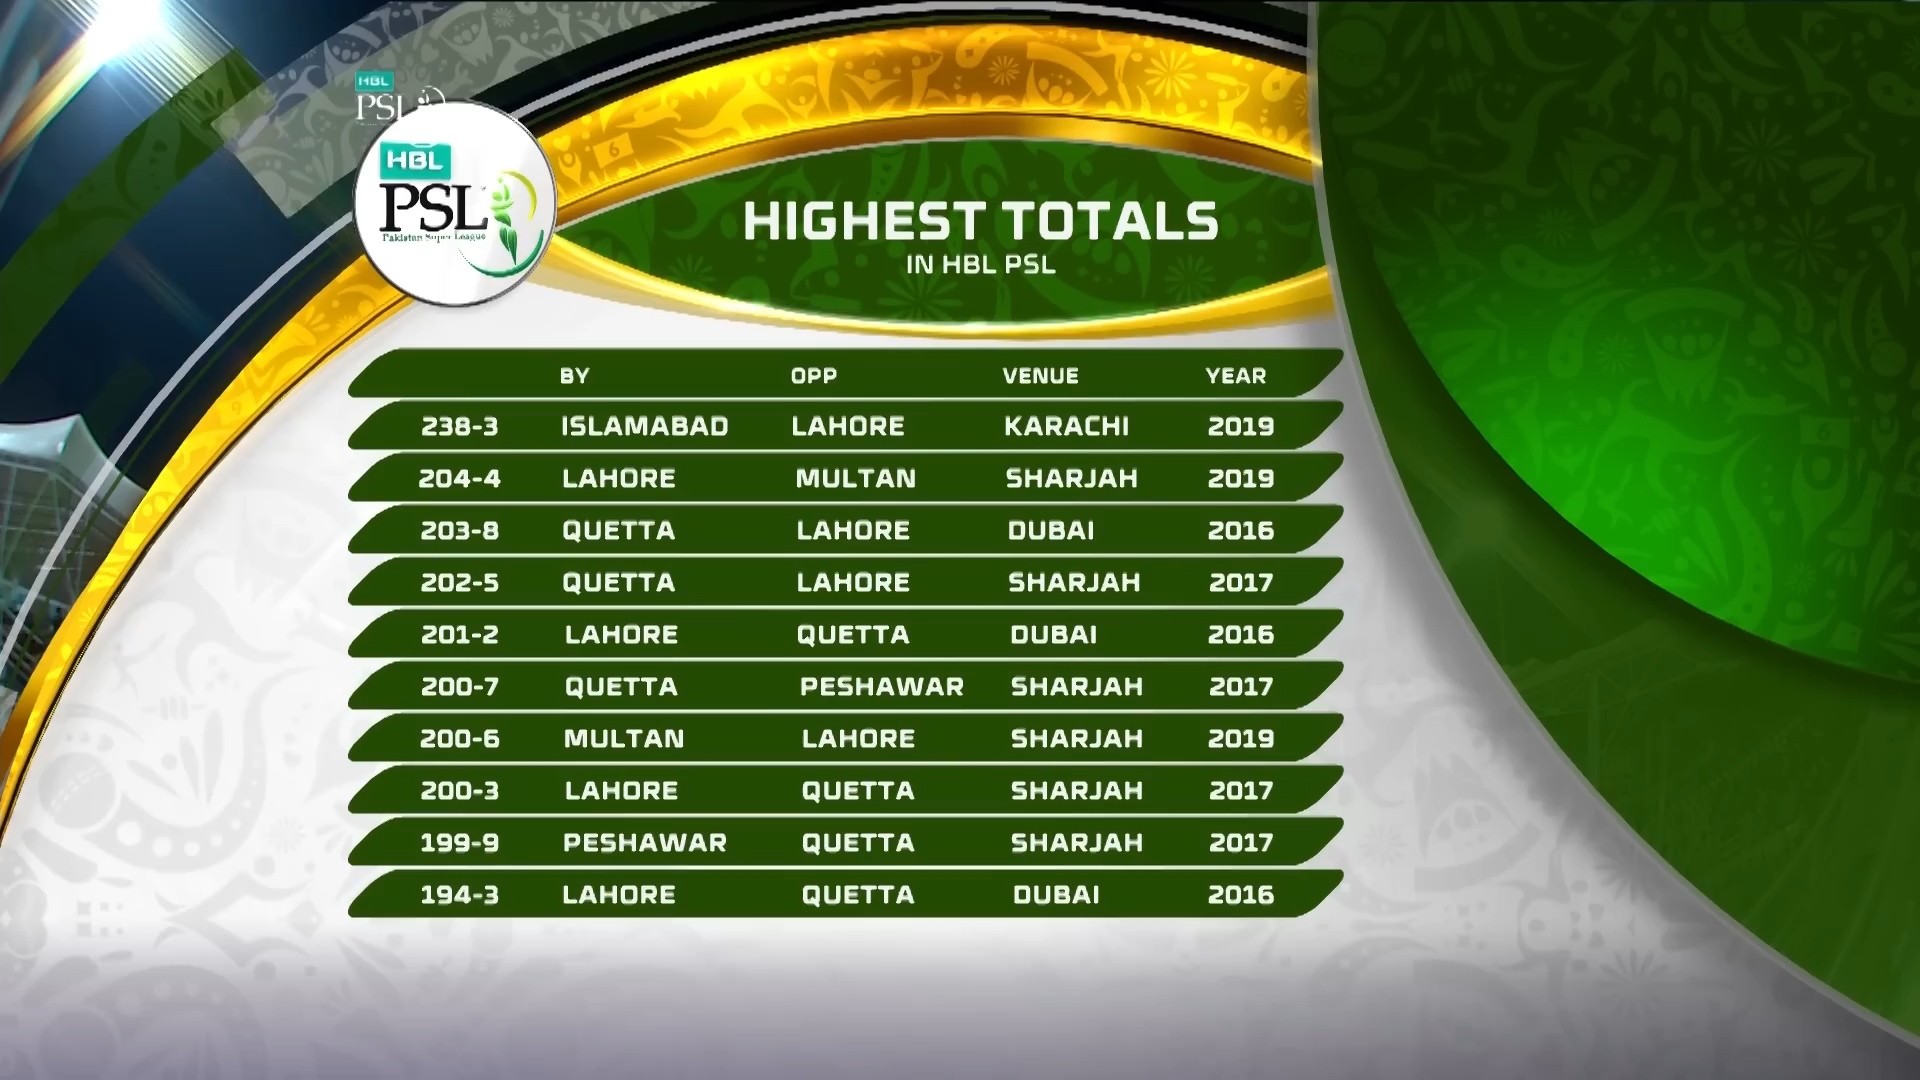 HBL
PSL
HBL
PSL
Pakistan Super League
HIGHEST TOTALS
IN HBL PSL
BY OPP VENUE YEAR
238-3 ISLAMABAD LAHORE KARACHI 2019
204-4 LAHORE MULTAN SHARJAH 2019
203-8 QUETTA LAHORE DUBAI 2016
202-5 QUETTA LAHORE SHARJAH 2017
201-2 LAHORE QUETTA DUBAI 2016
200-7 QUETTA PESHAWAR SHARJAH 2017
200-6 MULTAN LAHORE SHARJAH 2019
200-3 LAHORE QUETTA SHARJAH 2017
199-9 PESHAWAR QUETTA SHARJAH 2017
194-3 LAHORE QUETTA DUBAI 2016